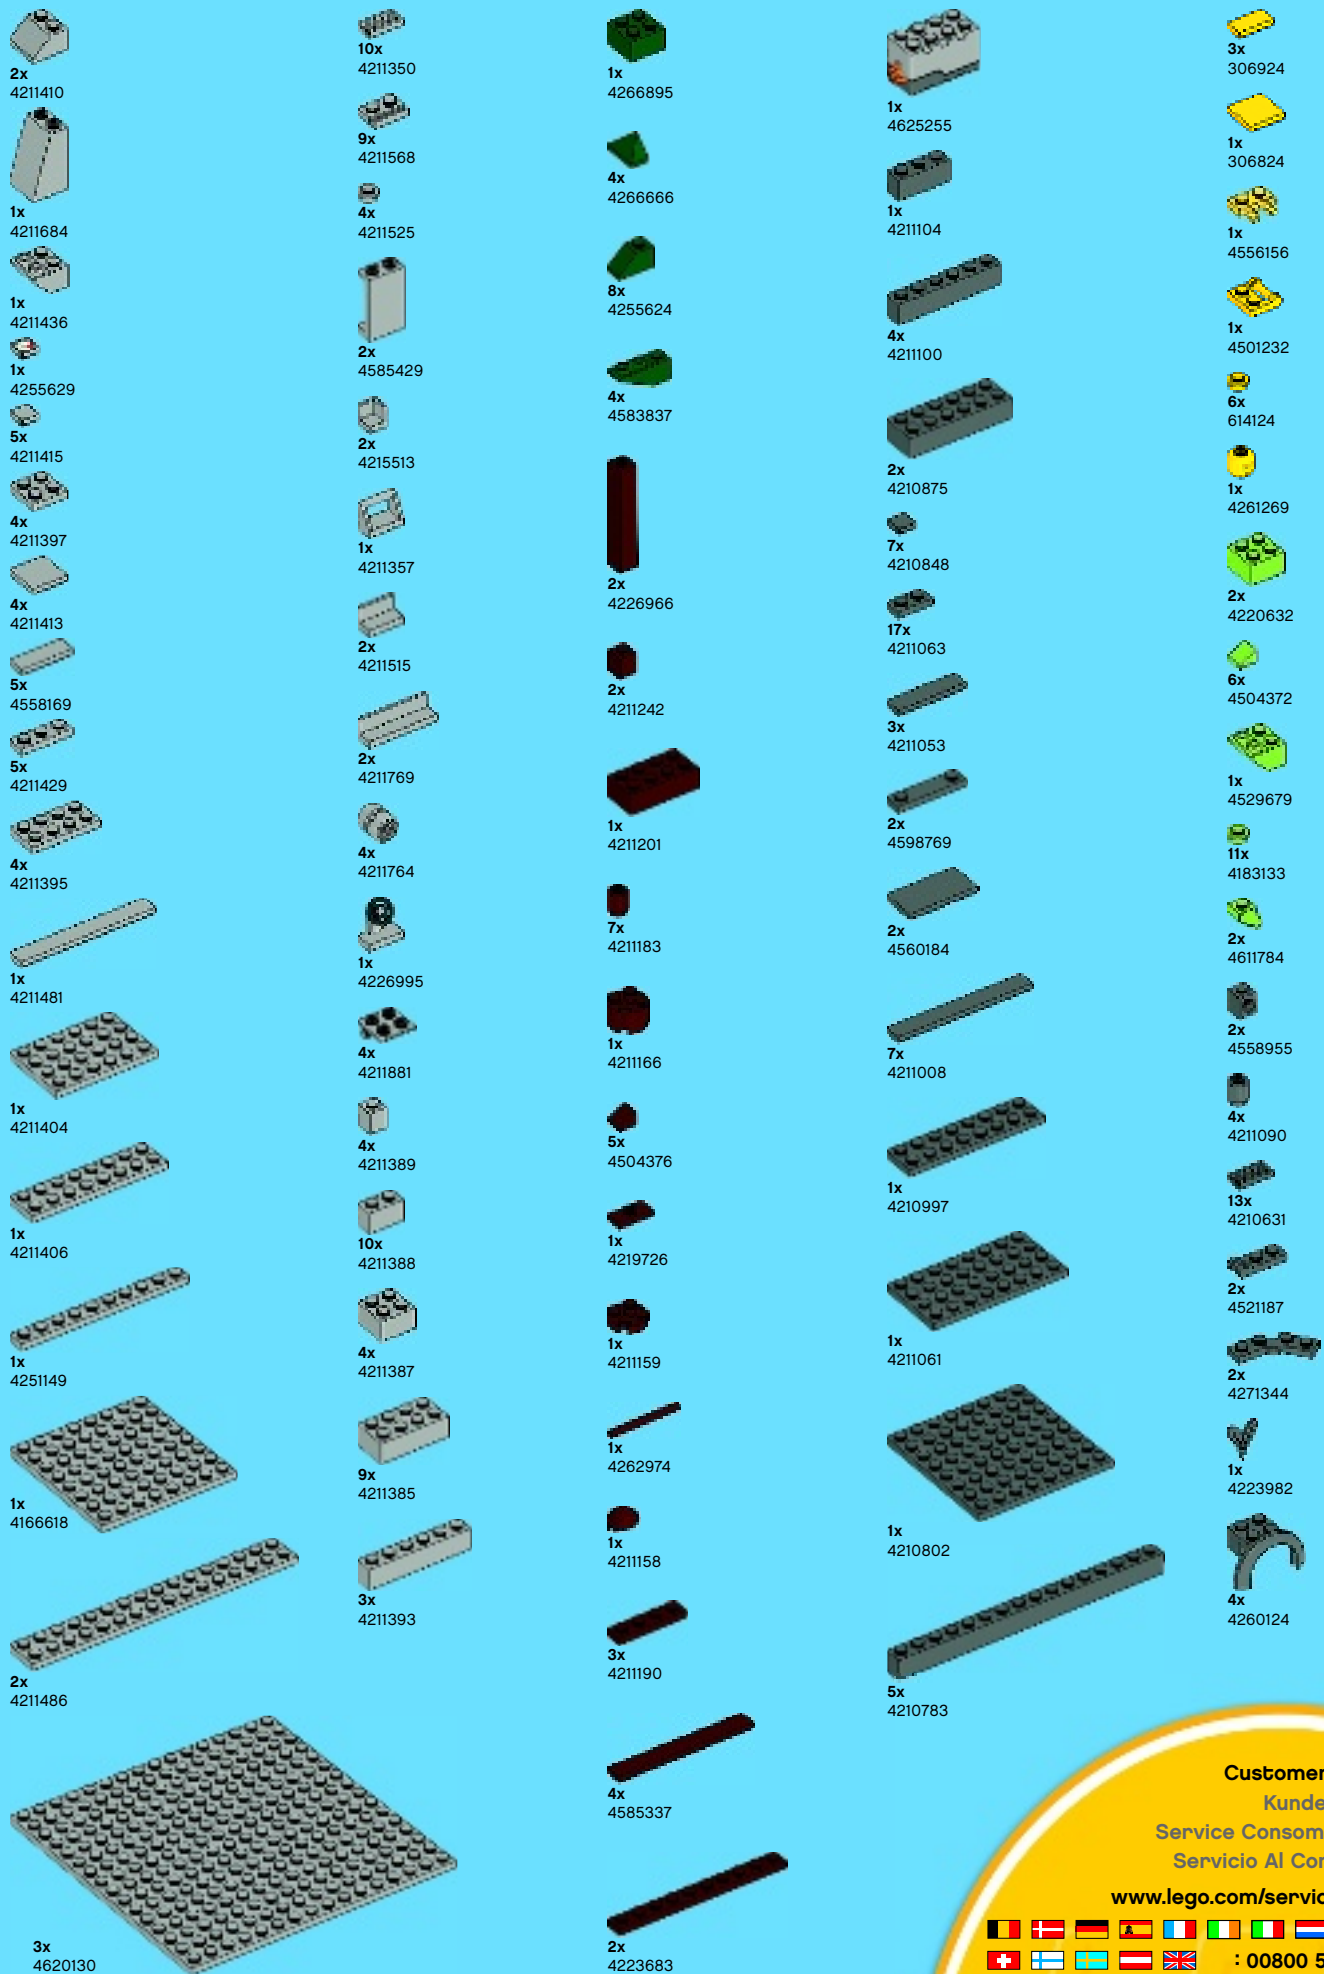 2x
4211410
1x
4211684
1x
4211436
1x
4255629
5x
4211415
4x
4211397
4x
4211413
5x
4558169
5x
4211429
4x
4211395
1x
4211481
1x
4211404
1x
4211406
1x
4251149
1x
4166618
2x
4211486
3x
4620130
10x
4211350
9x
4211568
4x
4211525
2x
4585429
2x
4215513
1x
4211357
2x
4211515
2x
4211769
4x
4211764
1x
4226995
4x
4211881
4x
4211389
10x
4211388
4x
4211387
9x
4211385
3x
4211393
1x
4266895
4x
4266666
8x
4255624
4x
4583837
2x
4226966
2x
4211242
1x
4211201
7x
4211183
1x
4211166
5x
4504376
1x
4219726
1x
4211159
1x
4262974
1x
4211158
3x
4211190
4x
4585337
2x
4223683
1x
4625255
1x
4211104
4x
4211100
2x
4210875
7x
4210848
17x
4211063
3x
4211053
2x
4598769
2x
4560184
7x
4211008
1x
4210997
1x
4211061
1x
4210802
5x
4210783
3x
306924
1x
306824
1x
4556156
1x
4501232
6x
614124
1x
4261269
2x
4220632
6x
4504372
1x
4529679
11x
4183133
2x
4611784
2x
4558955
4x
4211090
13x
4210631
2x
4521187
2x
4271344
1x
4223982
4x
4260124
Customer
Kunde
Service Consom
Servicio Al Con
www.lego.com/servic
: 00800 5